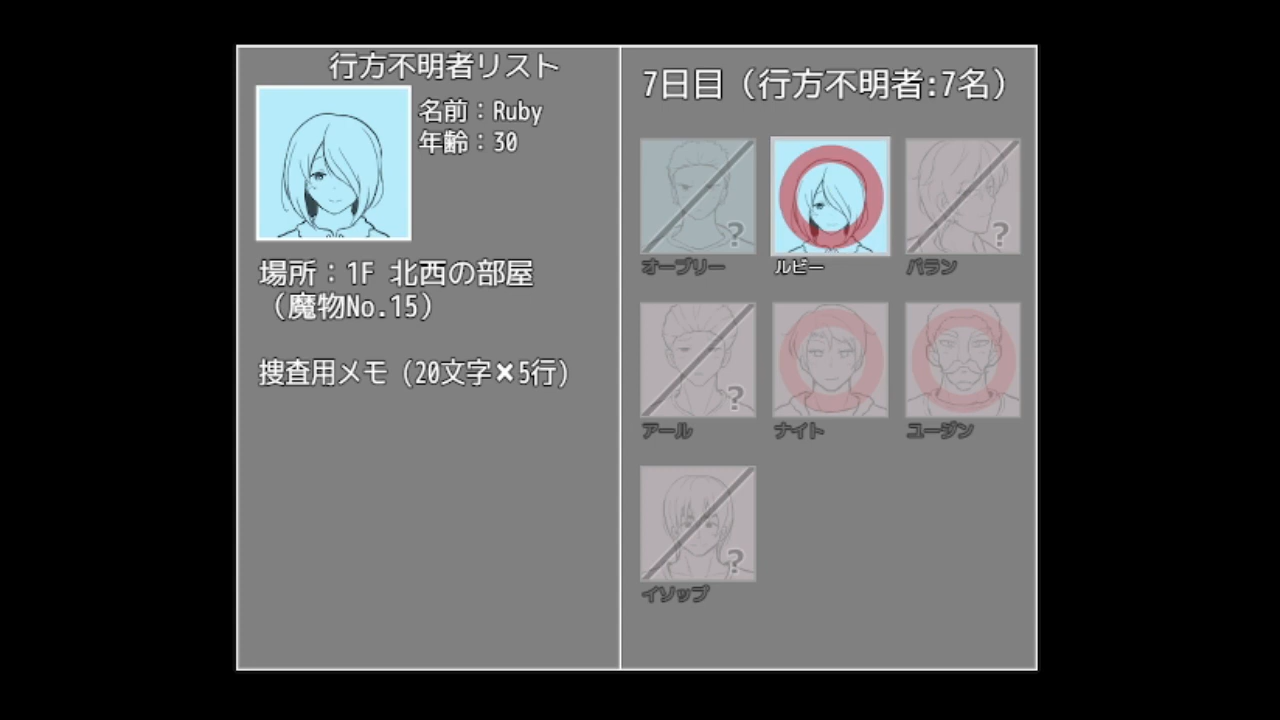 行方不明者リスト
名前：Ruby
年齢：30
場所：1F 北西の部屋
（魔物No.15）
捜査用メモ（20文字✖5行）
7日目（行方不明者:7名）
?
?
オーブリー
ルビー
バラン
?
アール
ナイト
ユージン
?
イソップ